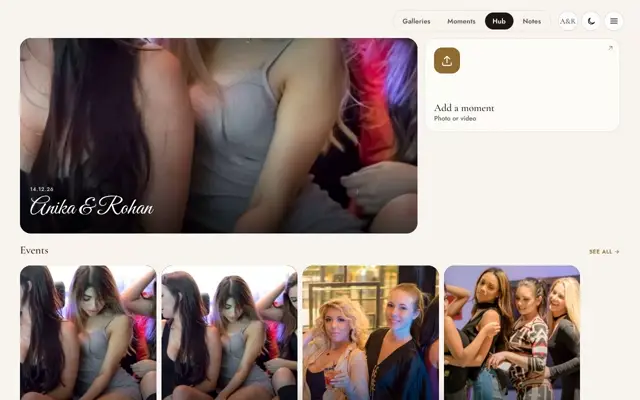 Galleries
Moments
Hub
Notes
A&R
Add a moment
Photo or video
14.12.26
Anika & Rohan
Events
SEE ALL →